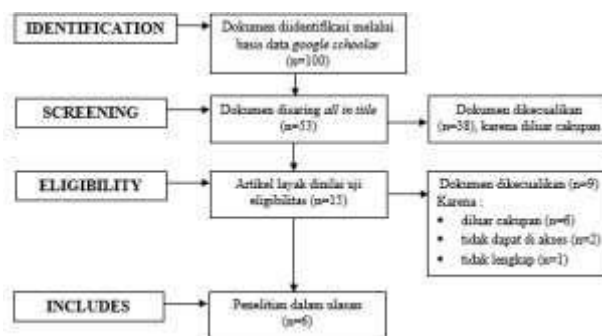 IDENTIFICATION
Dokumen diidentifikasi melalui
basis data google schoolar
(n=100)
SCREENING
Dokumen disaring all in title
(n=53)
Dokumen dikecualikan
(n=38), karena diluar cakupan
ELIGIBILITY
Artikel layak dinilai uji
eligibilitas (n=15)
Dokumen dikecualikan (n=9)
Karena :
• diluar cakupan (n=6)
• tidak dapat di akses (n=2)
• tidak lengkap (n=1)
INCLUDES
Penelitian dalam ulasan
(n=6)